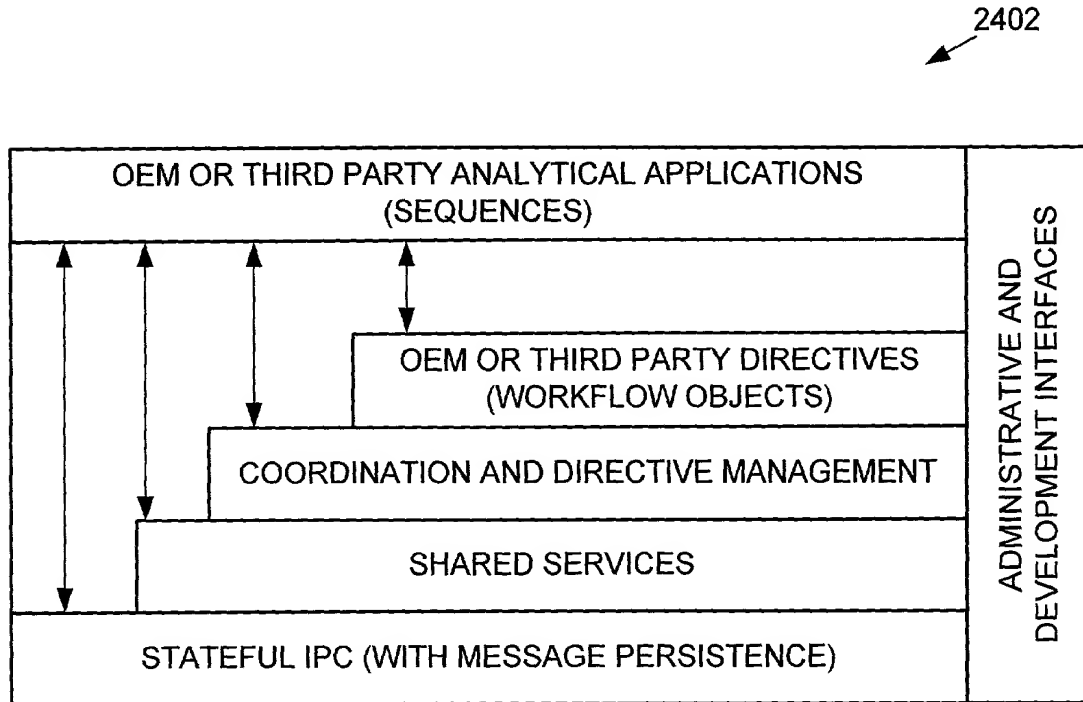 2402
OEM OR THIRD PARTY ANALYTICAL APPLICATIONS
(SEQUENCES)
OEM OR THIRD PARTY DIRECTIVES
(WORKFLOW OBJECTS)
COORDINATION AND DIRECTIVE MANAGEMENT
SHARED SERVICES
STATEFUL IPC (WITH MESSAGE PERSISTENCE)
ADMINISTRATIVE AND
DEVELOPMENT INTERFACES